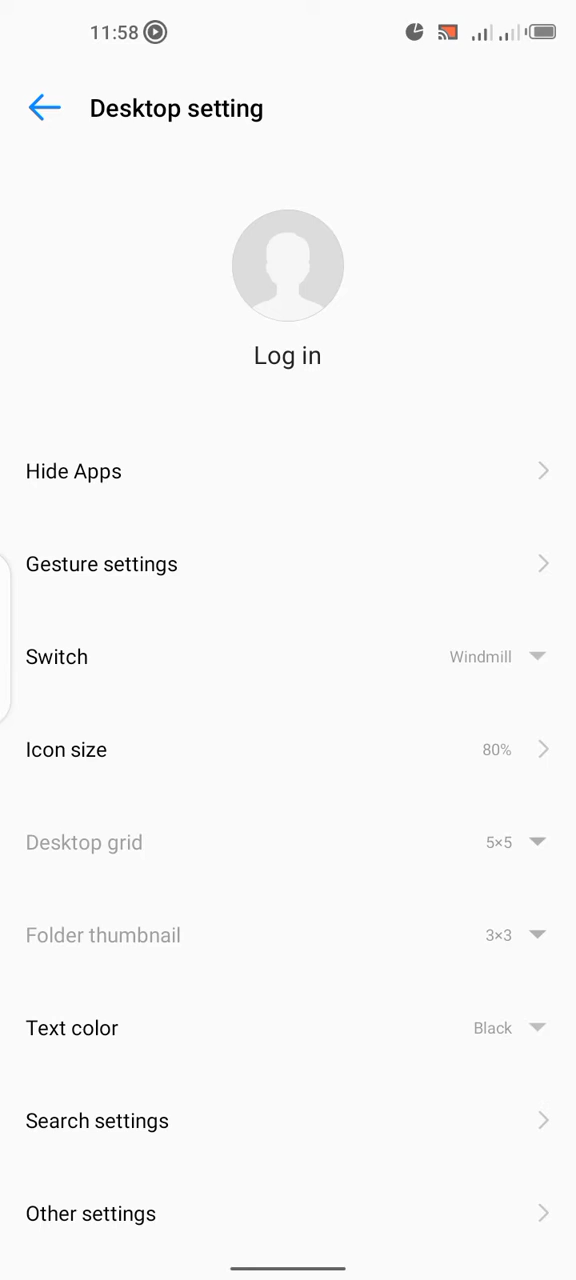 11:58
Desktop setting
Log in
Hide Apps
Gesture settings
Switch Windmill
Icon size 80%
Desktop grid 5×5
Folder thumbnail 3×3
Text color Black
Search settings
Other settings